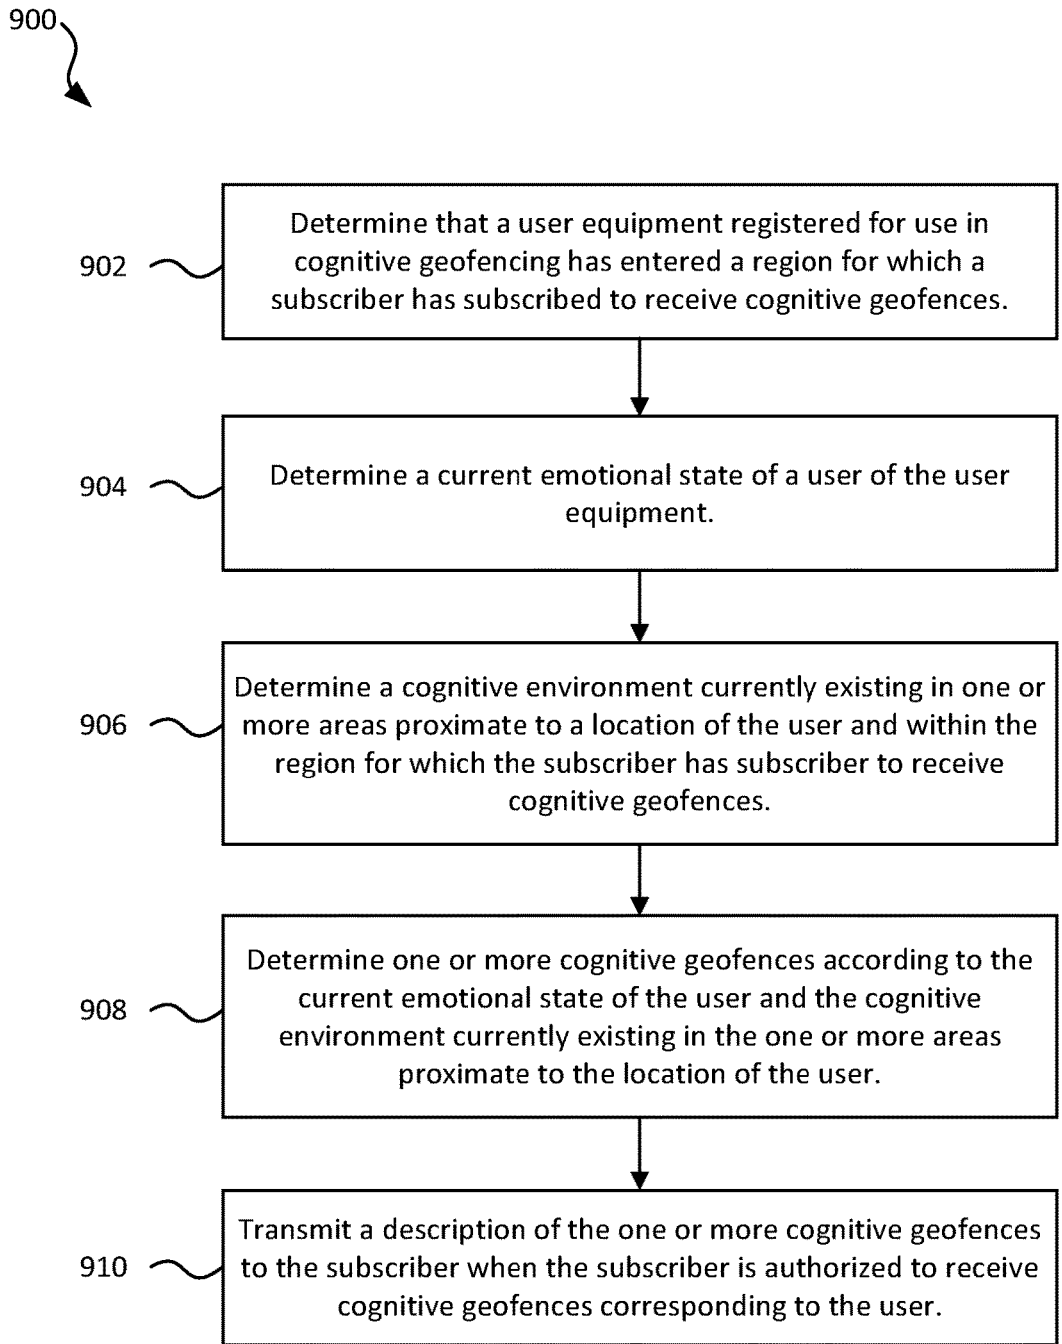 900
902
Determine that a user equipment registered for use in
cognitive geofencing has entered a region for which a
subscriber has subscribed to receive cognitive geofences.
904
Determine a current emotional state of a user of the user
equipment.
906
Determine a cognitive environment currently existing in one or
more areas proximate to a location of the user and within the
region for which the subscriber has subscriber to receive
cognitive geofences.
908
Determine one or more cognitive geofences according to the
current emotional state of the user and the cognitive
environment currently existing in the one or more areas
proximate to the location of the user.
910
Transmit a description of the one or more cognitive geofences
to the subscriber when the subscriber is authorized to receive
cognitive geofences corresponding to the user.